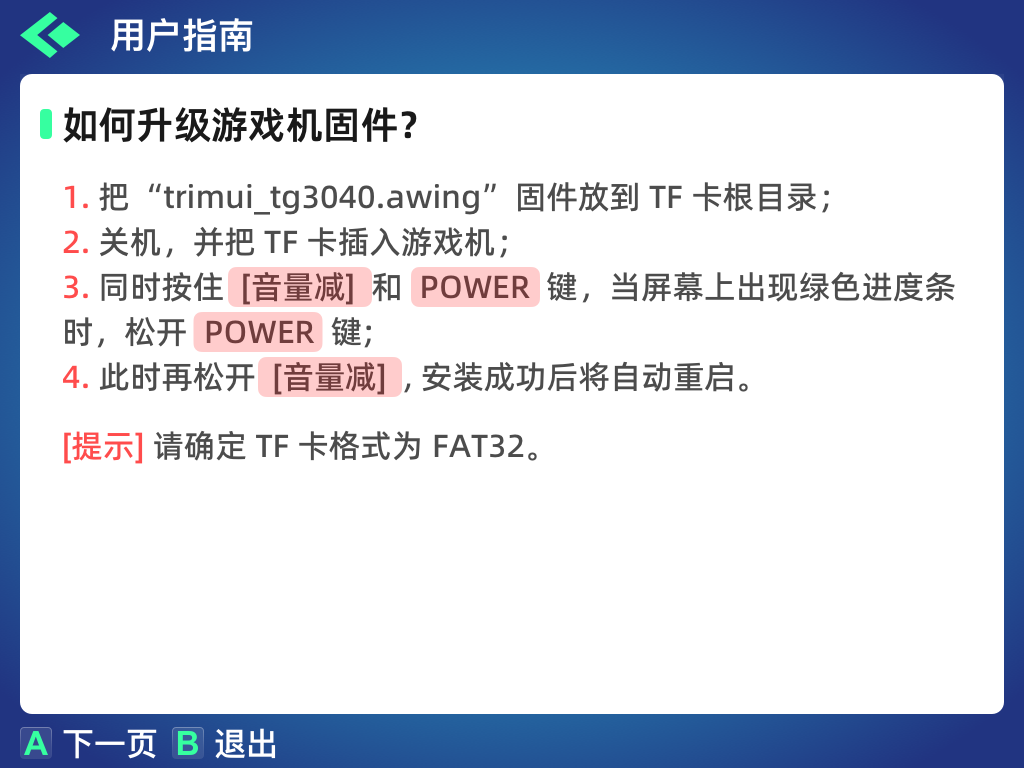 用户指南
如何升级游戏机固件?
1. 把“trimui_tg3040.awing”固件放到 TF 卡根目录;
2. 关机，并把 TF 卡插入游戏机;
3. 同时按住 [音量减] 和 POWER 键，当屏幕上出现绿色进度条
时，松开 POWER 键;
4. 此时再松开 [音量减] , 安装成功后将自动重启。
[提示] 请确定 TF 卡格式为 FAT32。
A 下一页 B 退出